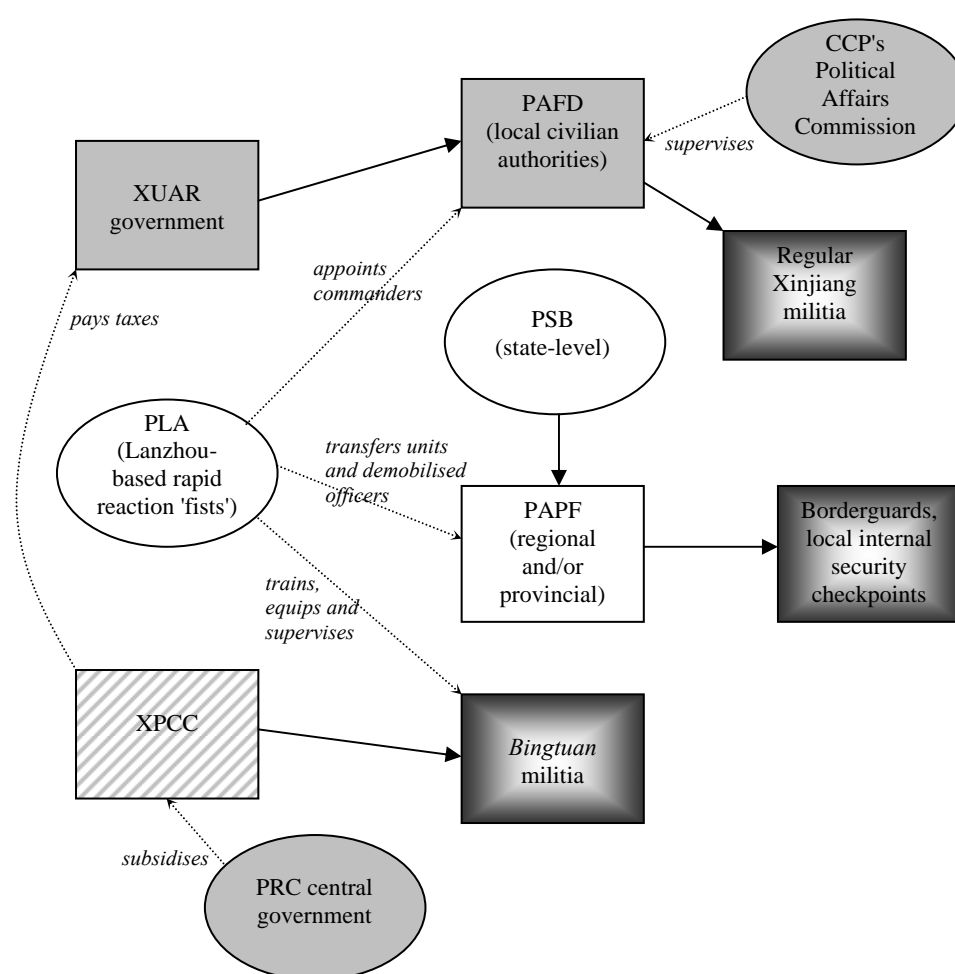 CCP's
Political
Affairs
Commission
PAFD
(local civilian
authorities)
supervises
XUAR
government
Regular
Xinjiang
militia
appoints
commanders
pays taxes
PSB
(state-level)
PLA
(Lanzhou-
based rapid
reaction 'fists')
transfers units
and demobilised
officers
PAPF
(regional
and/or
provincial)
Borderguards,
local internal
security
checkpoints
trains,
equips and
supervises
XPCC
Bingtuan
militia
subsidises
PRC central
government